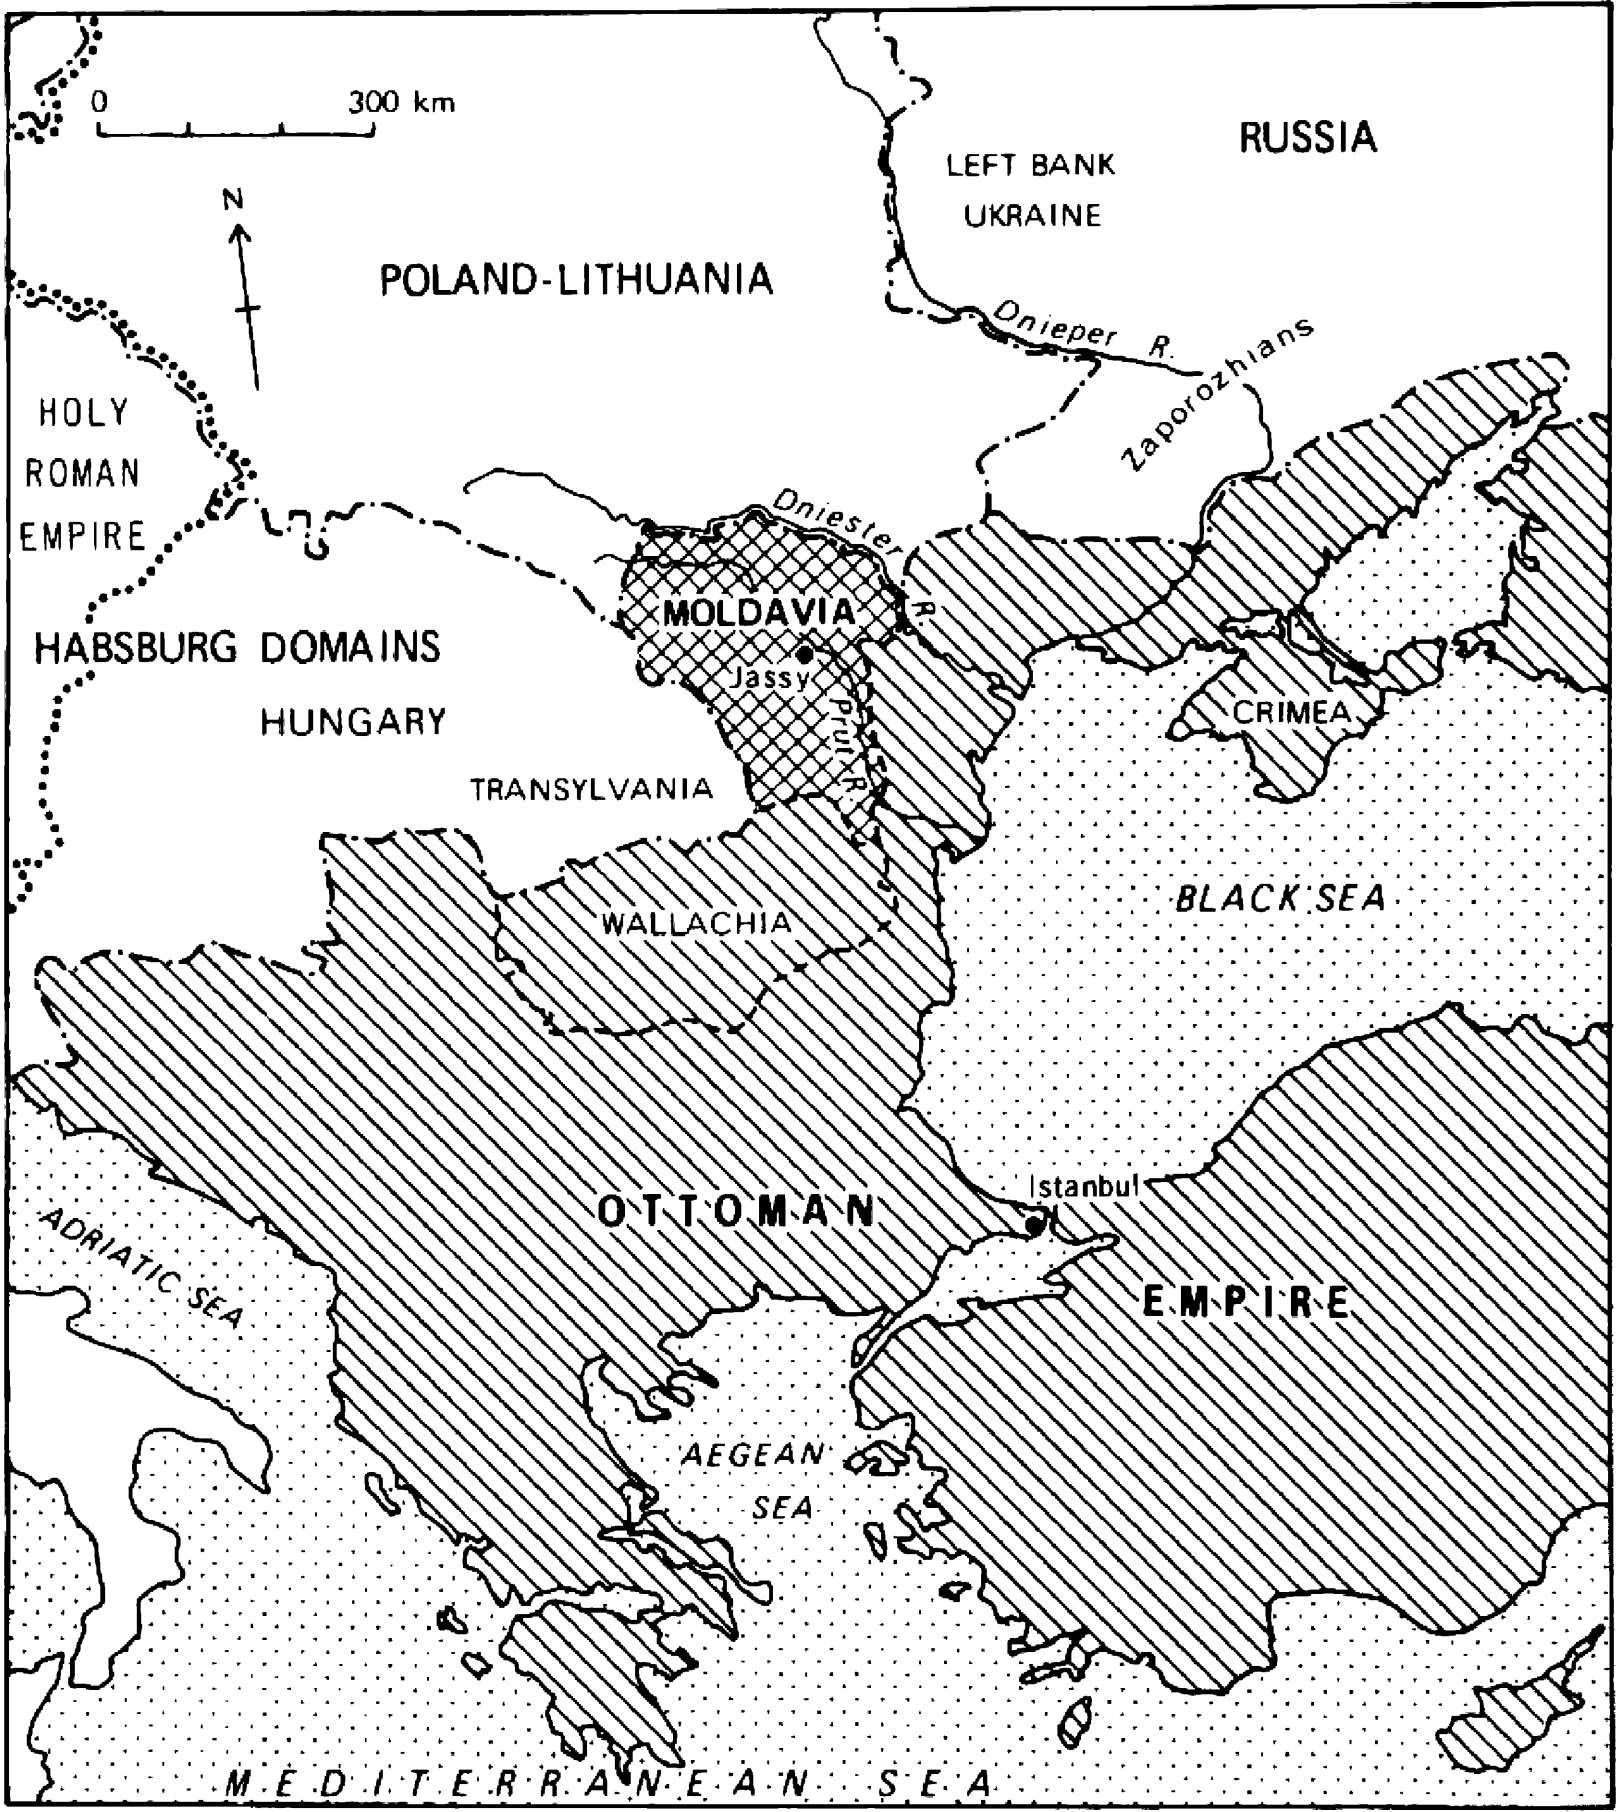 0 300 km
N
RUSSIA
LEFT BANK
UKRAINE
POLAND-LITHUANIA
Dnieper R.
Zaporozhians
HOLY
ROMAN
EMPIRE
Dniester R.
MOLDAVIA
Jassy
Prut R.
HABSBURG DOMAINS
HUNGARY
TRANSYLVANIA
CRIMEA
WALLACHIA
BLACK SEA
Istanbul
OTTOMAN
EMPIRE
ADRIATIC SEA
AEGEAN
SEA
MEDITERRANEAN SEA